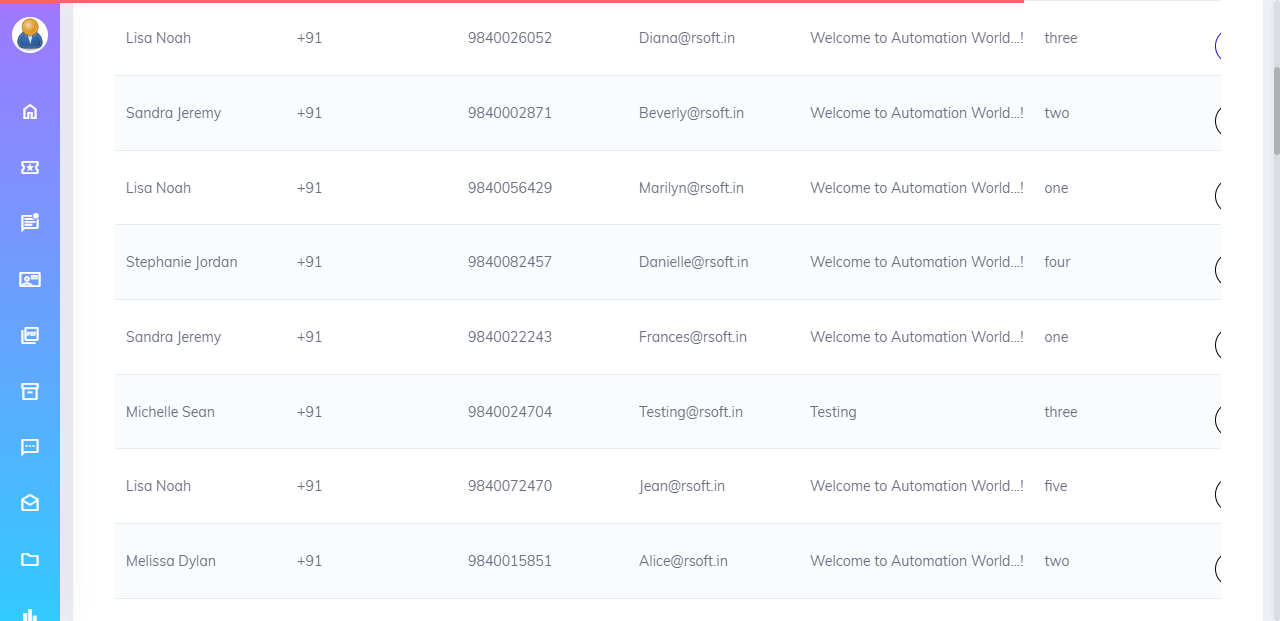 Lisa Noah +91 9840026052 Diana@rsoft.in Welcome to Automation World...! three
Sandra Jeremy +91 9840002871 Beverly@rsoft.in Welcome to Automation World...! two
Lisa Noah +91 9840056429 Marilyn@rsoft.in Welcome to Automation World...! one
Stephanie Jordan +91 9840082457 Danielle@rsoft.in Welcome to Automation World...! four
Sandra Jeremy +91 9840022243 Frances@rsoft.in Welcome to Automation World...! one
Michelle Sean +91 9840024704 Testing@rsoft.in Testing three
Lisa Noah +91 9840072470 Jean@rsoft.in Welcome to Automation World...! five
Melissa Dylan +91 9840015851 Alice@rsoft.in Welcome to Automation World...! two